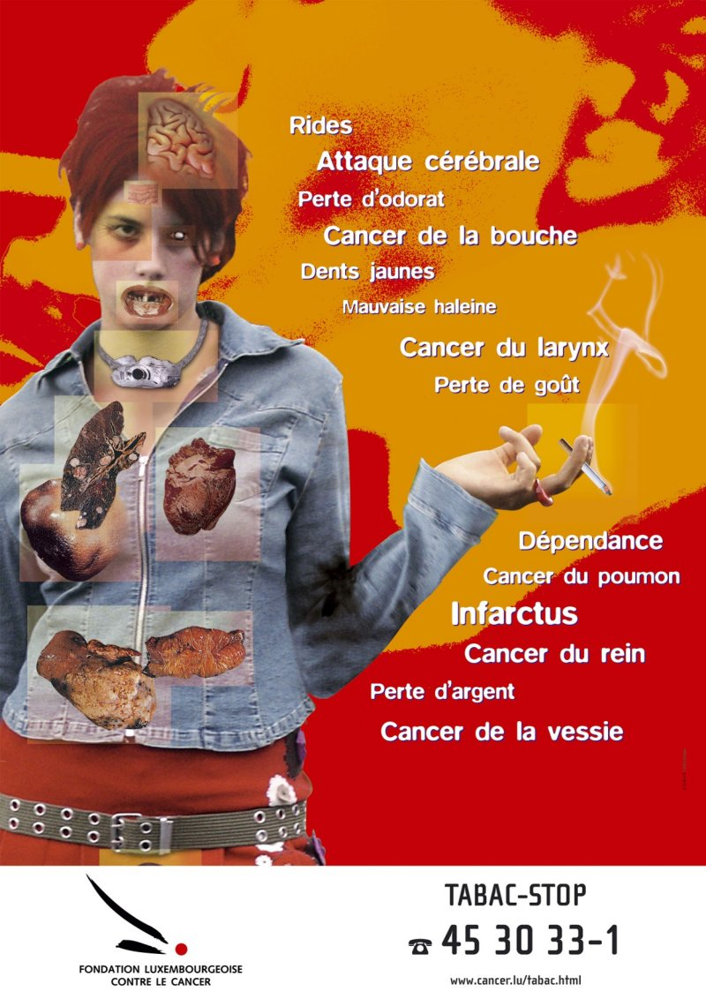 Rides
Attaque cérébrale
Perte d'odorat
Cancer de la bouche
Dents jaunes
Mauvaise haleine
Cancer du larynx
Perte de goût
Dépendance
Cancer du poumon
Infarctus
Cancer du rein
Perte d'argent
Cancer de la vessie
FONDATION LUXEMBOURGEOISE
CONTRE LE CANCER
TABAC-STOP
☎ 45 30 33-1
www.cancer.lu/tabac.html